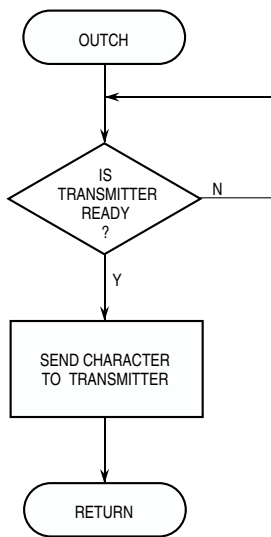 OUTCH
IS
TRANSMITTER
READY
?
N
Y
SEND CHARACTER
TO TRANSMITTER
RETURN